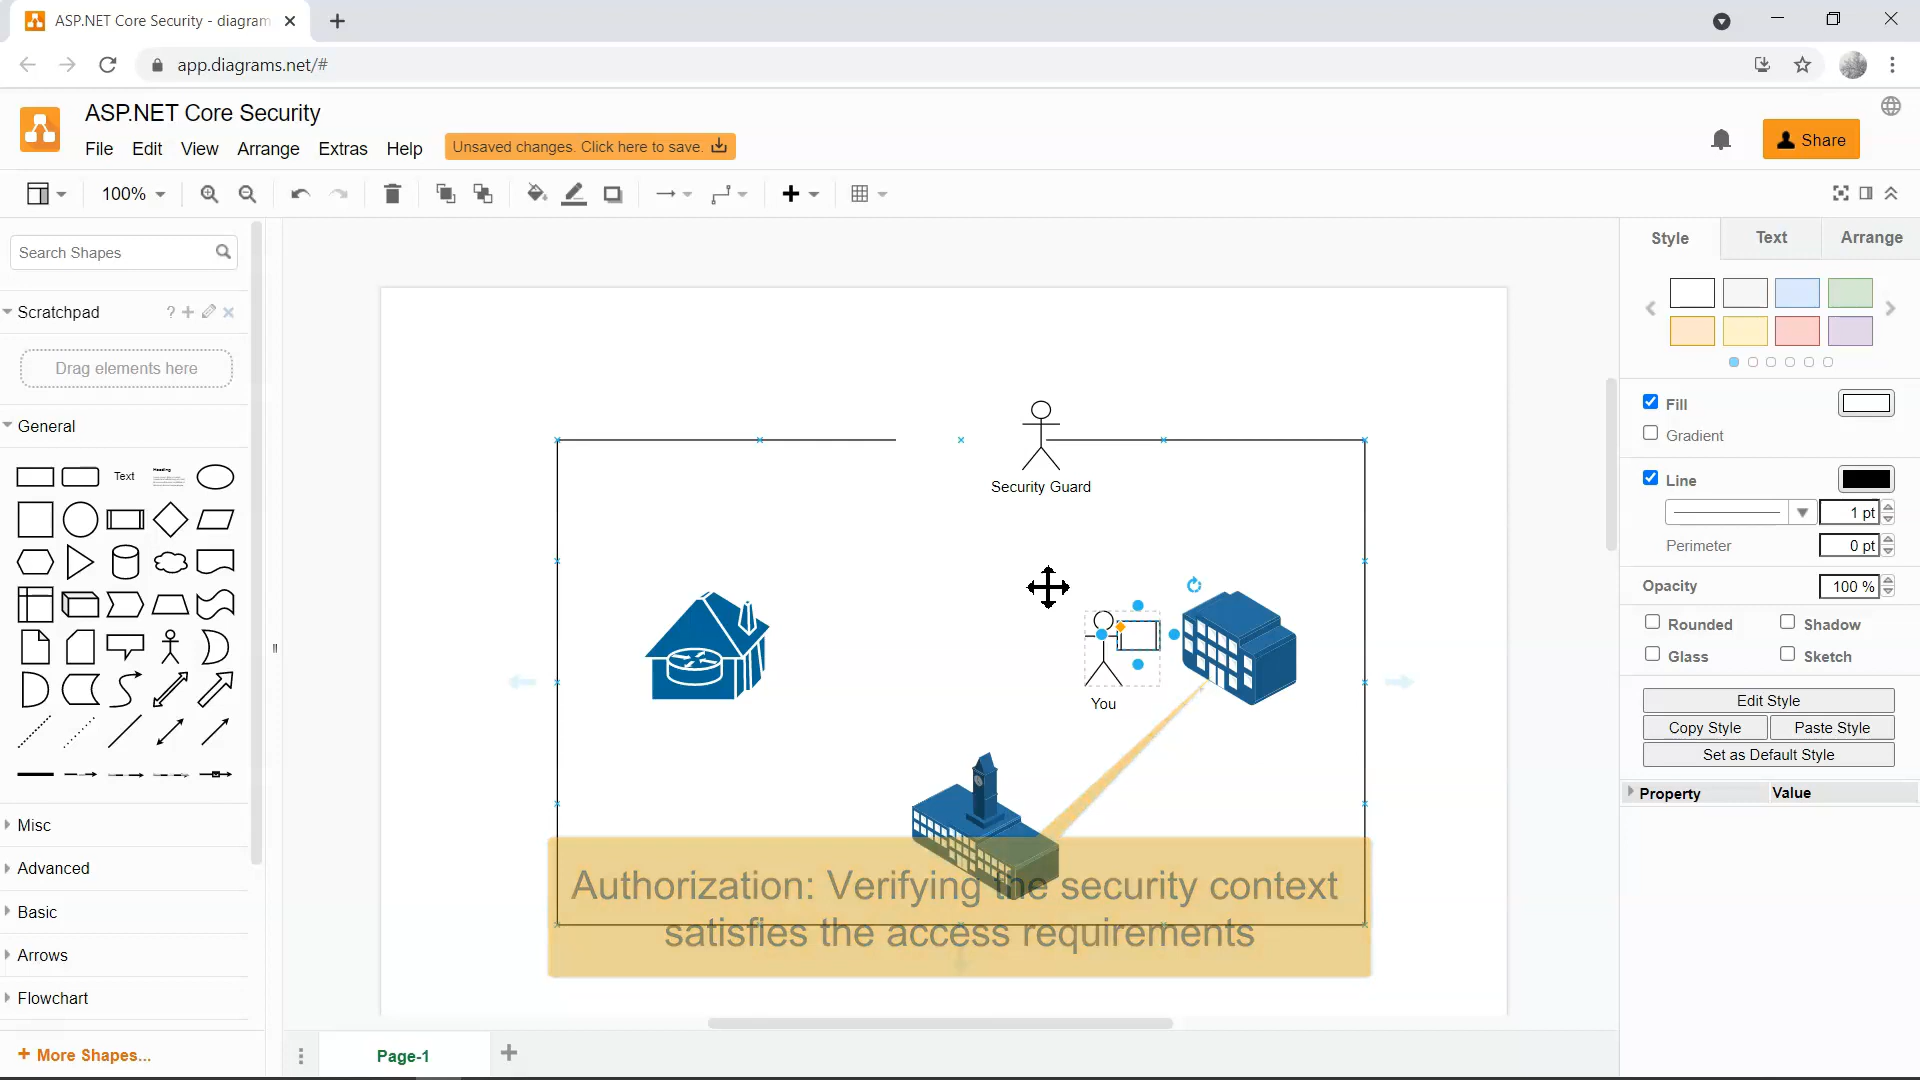 ASP.NET Core Security - diagram
app.diagrams.net/#
ASP.NET Core Security
File Edit View Arrange Extras Help
Unsaved changes. Click here to save.
Share
100%
Search Shapes
Scratchpad
?
Drag elements here
General
Text
Heading
Misc
Advanced
Basic
Arrows
Flowchart
+ More Shapes...
Security Guard
You
Authorization: Verifying the security context
satisfies the access requirements
Page-1
Style Text Arrange
Fill
Gradient
Line
1 pt
Perimeter 0 pt
Opacity 100 %
Rounded Shadow
Glass Sketch
Edit Style
Copy Style Paste Style
Set as Default Style
Property Value